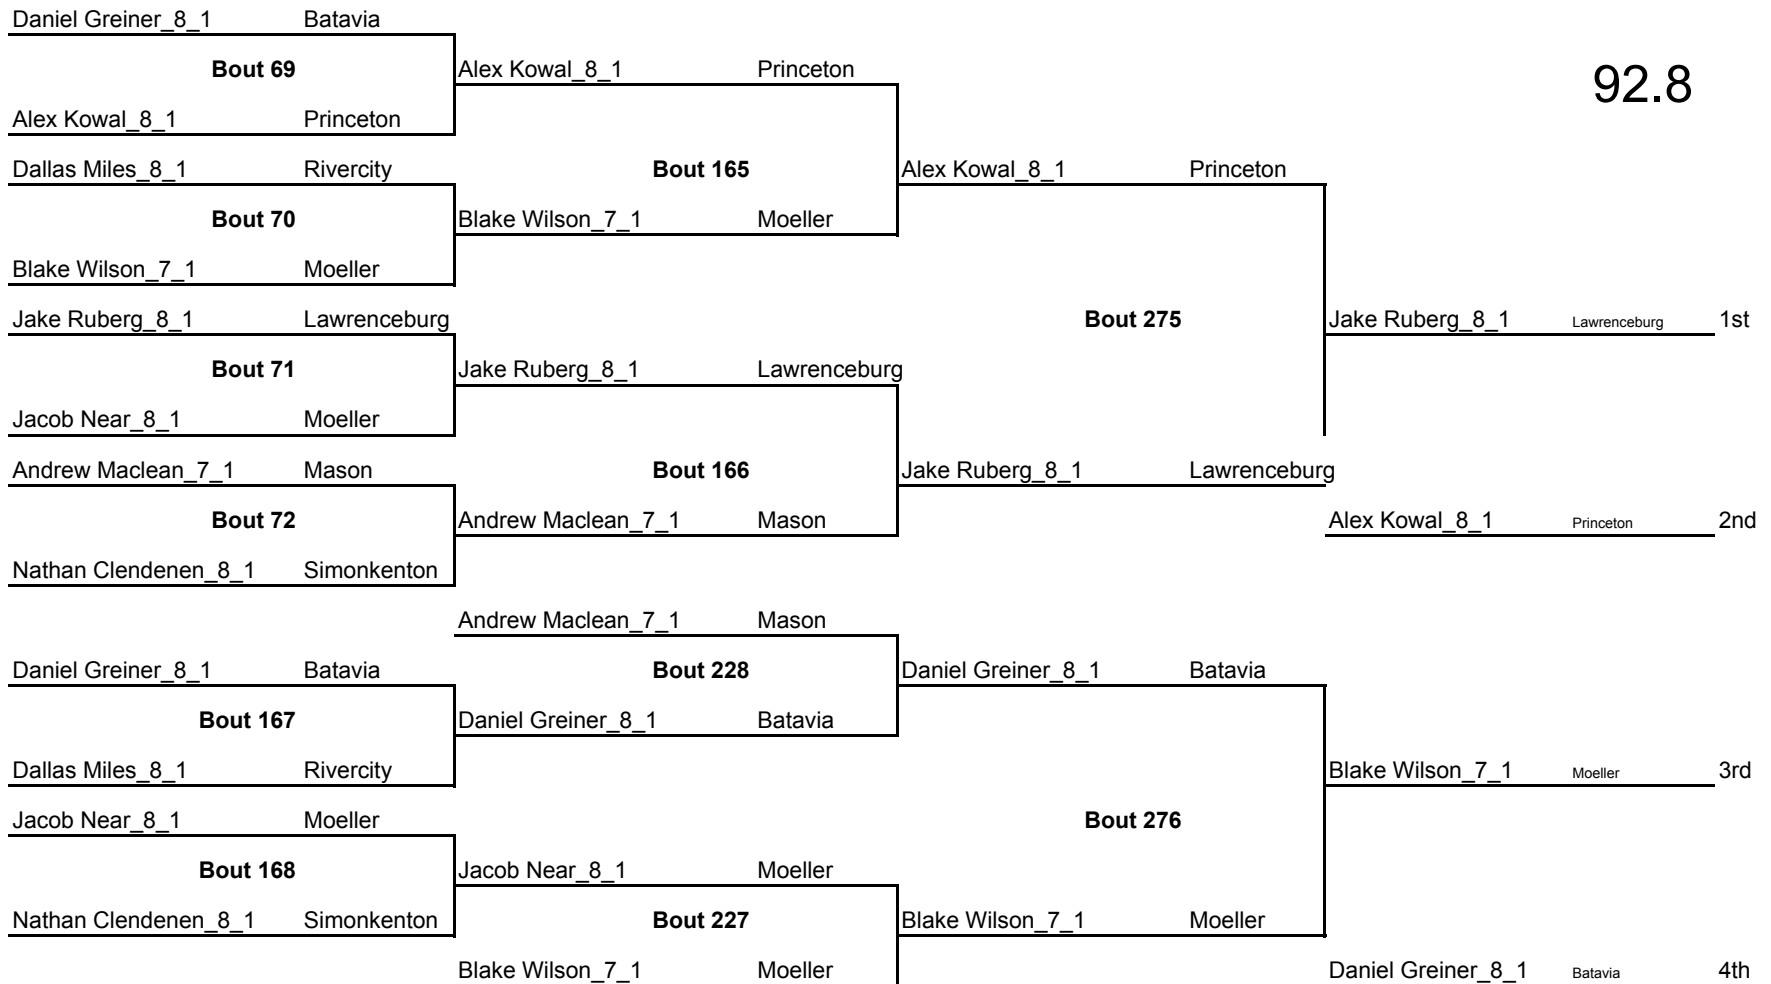 Daniel Greiner_8_1 Batavia
Bout 69 Alex Kowal_8_1 Princeton 92.8
Alex Kowal_8_1 Princeton
Dallas Miles_8_1 Rivercity Bout 165 Alex Kowal_8_1 Princeton
Bout 70 Blake Wilson_7_1 Moeller
Blake Wilson_7_1 Moeller
Jake Ruberg_8_1 Lawrenceburg Bout 275 Jake Ruberg_8_1 Lawrenceburg 1st
Bout 71 Jake Ruberg_8_1 Lawrenceburg
Jacob Near_8_1 Moeller
Andrew Maclean_7_1 Mason Bout 166 Jake Ruberg_8_1 Lawrenceburg
Bout 72 Andrew Maclean_7_1 Mason Alex Kowal_8_1 Princeton 2nd
Nathan Clendenen_8_1 Simonkenton
Andrew Maclean_7_1 Mason
Daniel Greiner_8_1 Batavia Bout 228 Daniel Greiner_8_1 Batavia
Bout 167 Daniel Greiner_8_1 Batavia
Dallas Miles_8_1 Rivercity Blake Wilson_7_1 Moeller 3rd
Jacob Near_8_1 Moeller Bout 276
Bout 168 Jacob Near_8_1 Moeller
Nathan Clendenen_8_1 Simonkenton Bout 227 Blake Wilson_7_1 Moeller
Blake Wilson_7_1 Moeller Daniel Greiner_8_1 Batavia 4th